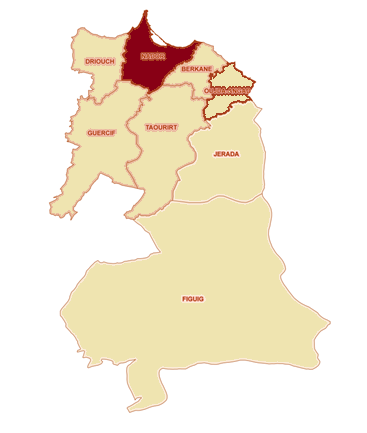 NADOR
DRIOUCH
BERKANE
OUJDA-ANGAD
TAOURIRT
GUERCIF
JERADA
FIGUIG